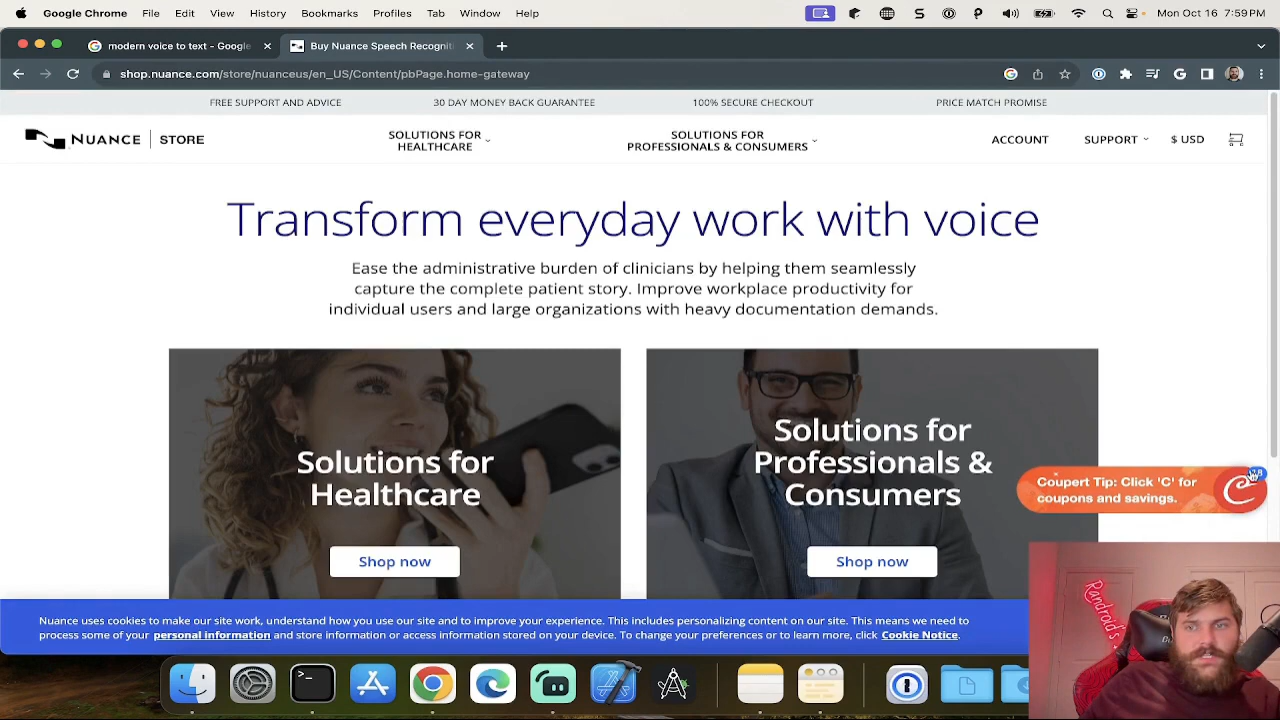 Google Chrome File Edit View History Bookmarks Profiles Tab Window Help Mon Oct 16 7:59
modern voice to text - Google
Buy Nuance Speech Recogniti
shop.nuance.com/store/nuanceus/en_US/Content/pbPage.home-gateway
FREE SUPPORT AND ADVICE 30 DAY MONEY BACK GUARANTEE 100% SECURE CHECKOUT PRICE MATCH PROMISE
NUANCE | STORE
SOLUTIONS FOR
HEALTHCARE
SOLUTIONS FOR
PROFESSIONALS & CONSUMERS
ACCOUNT SUPPORT $ USD
Transform everyday work with voice
Ease the administrative burden of clinicians by helping them seamlessly
capture the complete patient story. Improve workplace productivity for
individual users and large organizations with heavy documentation demands.
Solutions for
Healthcare
Shop now
Solutions for
Professionals &
Consumers
Shop now
Coupert Tip: Click 'C' for
coupons and savings.
Nuance uses cookies to make our site work, understand how you use our site and to improve your experience. This includes personalizing content on our site. This means we need to
process some of your personal information and store information or access information stored on your device. To change your preferences or to learn more, click Cookie Notice.
Randroid's